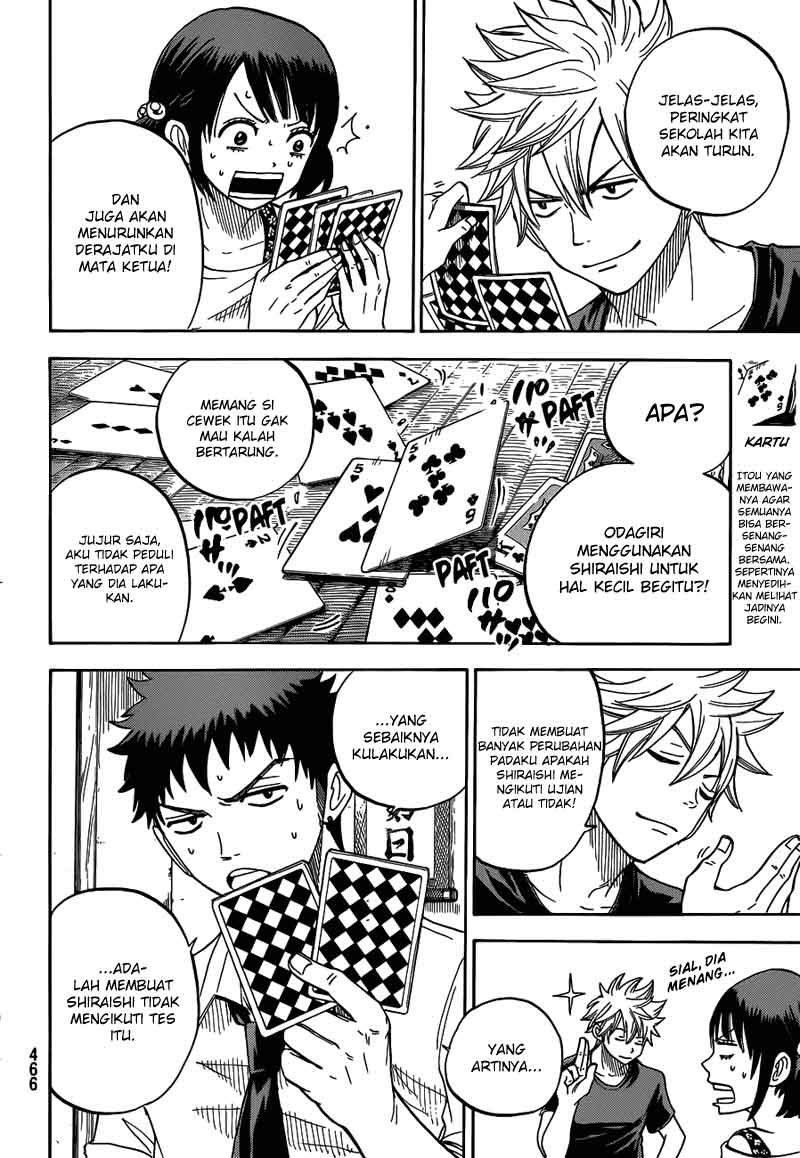 JELAS-JELAS,
PERINGKAT
SEKOLAH KITA
AKAN TURUN.
DAN
JUGA AKAN
MENURUNKAN
DERAJATKU DI
MATA KETUA!
KARTU
ITOU YANG
MEMBAWA-
NYA AGAR
SEMUANYA
BISA BER-
SENANG-
SENANG
BERSAMA.
SEPERTINYA
MENYEDIH-
KAN MELIHAT
JADINYA
BEGINI.
APA?
ODAGIRI
MENGGUNAKAN
SHIRAISHI UNTUK
HAL KECIL BEGITU?!
PAFT
PAFT
PAFT
MEMANG SI
CEWEK ITU GAK
MAU KALAH
BERTARUNG.
JUJUR SAJA,
AKU TIDAK PEDULI
TERHADAP APA
YANG DIA LAKU-
KAN.
TIDAK MEMBUAT
BANYAK PERUBAHAN
PADAKU APAKAH
SHIRAISHI ME-
NGIKUTI UJIAN
ATAU TIDAK!
SIAL, DIA
MENANG...
YANG
ARTINYA...
...YANG
SEBAIKNYA
KULAKUKAN...
...ADA-
LAH MEMBUAT
SHIRAISHI TIDAK
MENGIKUTI TES
ITU.
466